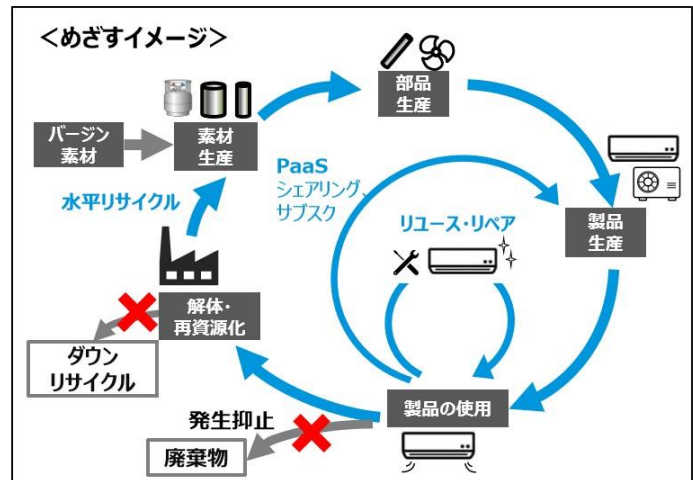 ＜めざすイメージ＞
部品
生産
バージン
素材
素材
生産
PaaS
シェアリング、
サブスク
水平リサイクル
リユース・リペア
製品
生産
解体・
再資源化
ダウン
リサイクル
製品の使用
発生抑止
廃棄物